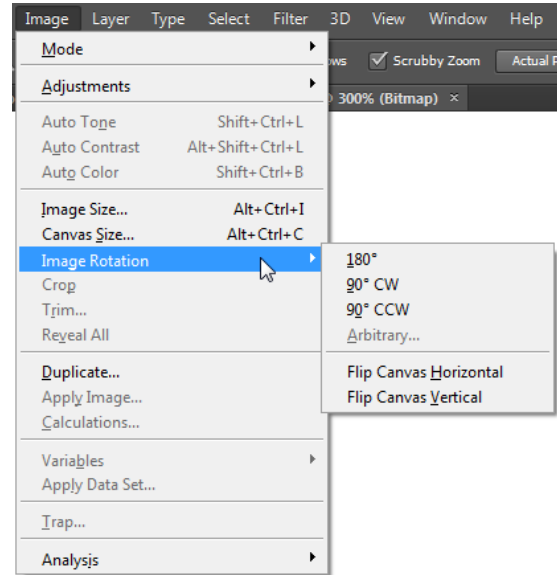 Image Layer Type Select Filter 3D View Window Help
ws Scrubby Zoom Actual P
300% (Bitmap) ×
Mode
Adjustments
Auto Tone Shift+Ctrl+L
Auto Contrast Alt+Shift+Ctrl+L
Auto Color Shift+Ctrl+B
Image Size... Alt+Ctrl+I
Canvas Size... Alt+Ctrl+C
Image Rotation
Crop
Trim...
Reveal All
Duplicate...
Apply Image...
Calculations...
Variables
Apply Data Set...
Trap...
Analysis
180°
90° CW
90° CCW
Arbitrary...
Flip Canvas Horizontal
Flip Canvas Vertical